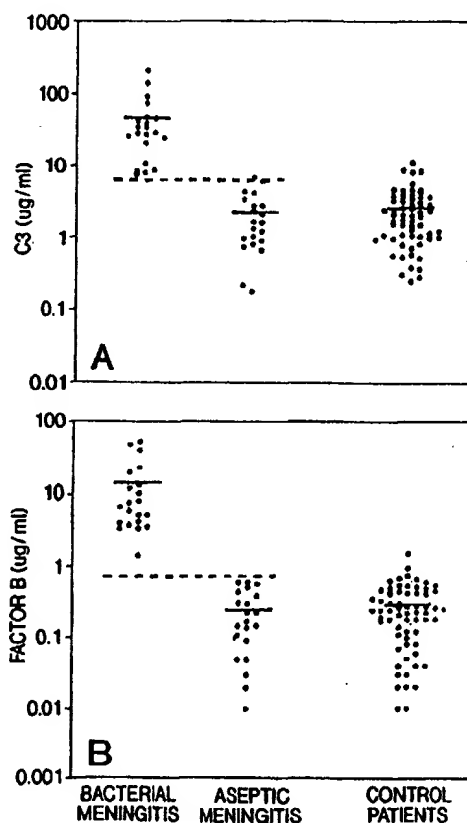 1000
100
10
1
0.1
0.01
C3 (ug/ml)
A
100
10
1
0.1
0.01
0.001
FACTOR B (ug/ml)
B
BACTERIAL
MENINGITIS
ASEPTIC
MENINGITIS
CONTROL
PATIENTS